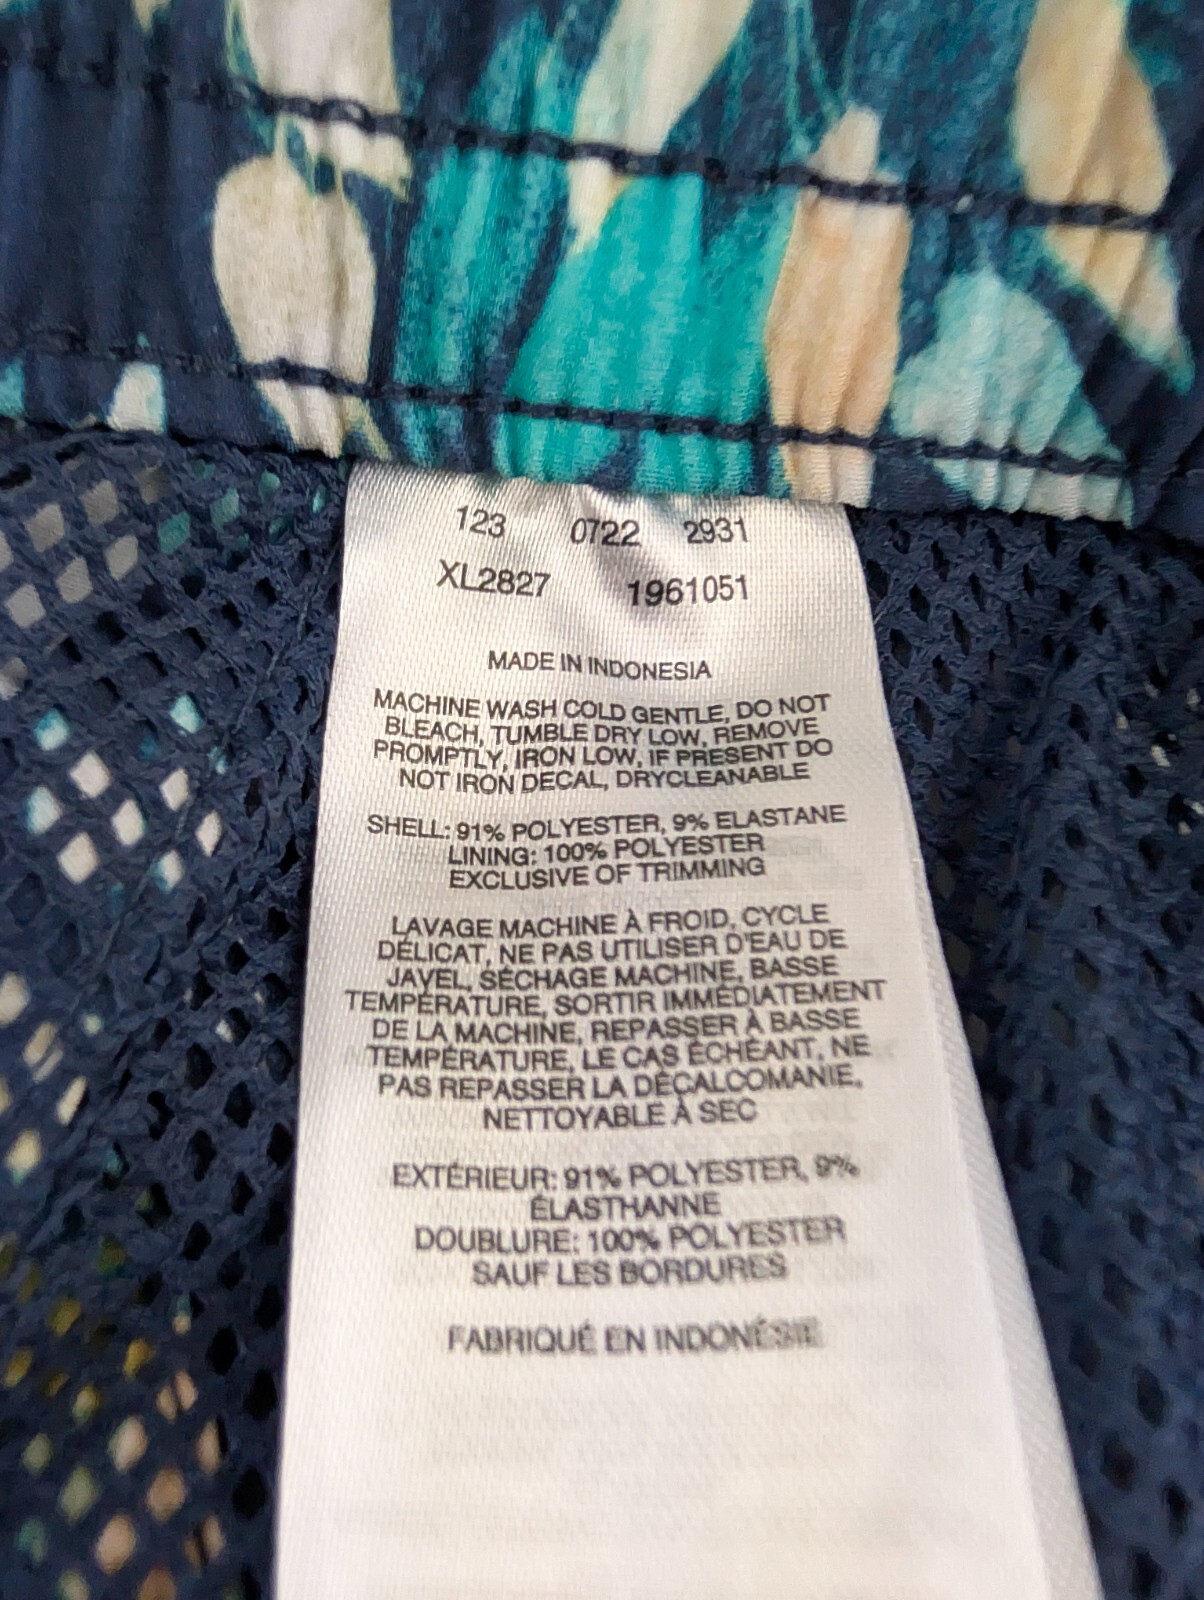 123 0722 2931
XL2827 1961051
MADE IN INDONESIA
MACHINE WASH COLD GENTLE, DO NOT
BLEACH, TUMBLE DRY LOW, REMOVE
PROMPTLY, IRON LOW, IF PRESENT DO
NOT IRON DECAL, DRYCLEANABLE
SHELL: 91% POLYESTER, 9% ELASTANE
LINING: 100% POLYESTER
EXCLUSIVE OF TRIMMING
LAVAGE MACHINE À FROID, CYCLE
DÉLICAT, NE PAS UTILISER D'EAU DE
JAVEL, SÉCHAGE MACHINE, BASSE
TEMPÉRATURE, SORTIR IMMÉDIATEMENT
DE LA MACHINE, REPASSER À BASSE
TEMPÉRATURE, LE CAS ÉCHÉANT, NE
PAS REPASSER LA DÉCALCOMANIE,
NETTOYABLE À SEC
EXTÉRIEUR: 91% POLYESTER, 9%
ÉLASTHANNE
DOUBLURE: 100% POLYESTER
SAUF LES BORDURES
FABRIQUÉ EN INDONÉSIE